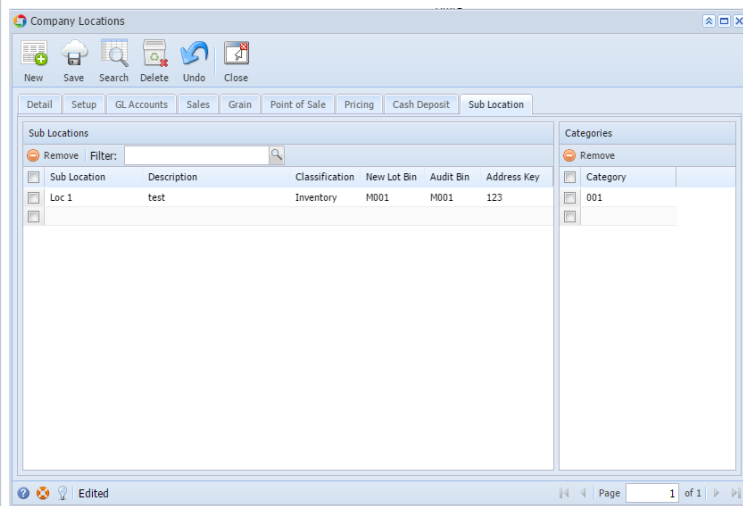 Company Locations
New Save Search Delete Undo Close
Detail Setup GL Accounts Sales Grain Point of Sale Pricing Cash Deposit Sub Location
Sub Locations
Remove Filter:
Sub Location Description Classification New Lot Bin Audit Bin Address Key
Loc 1 test Inventory M001 M001 123
Categories
Remove
Category
001
Edited
Page 1 of 1